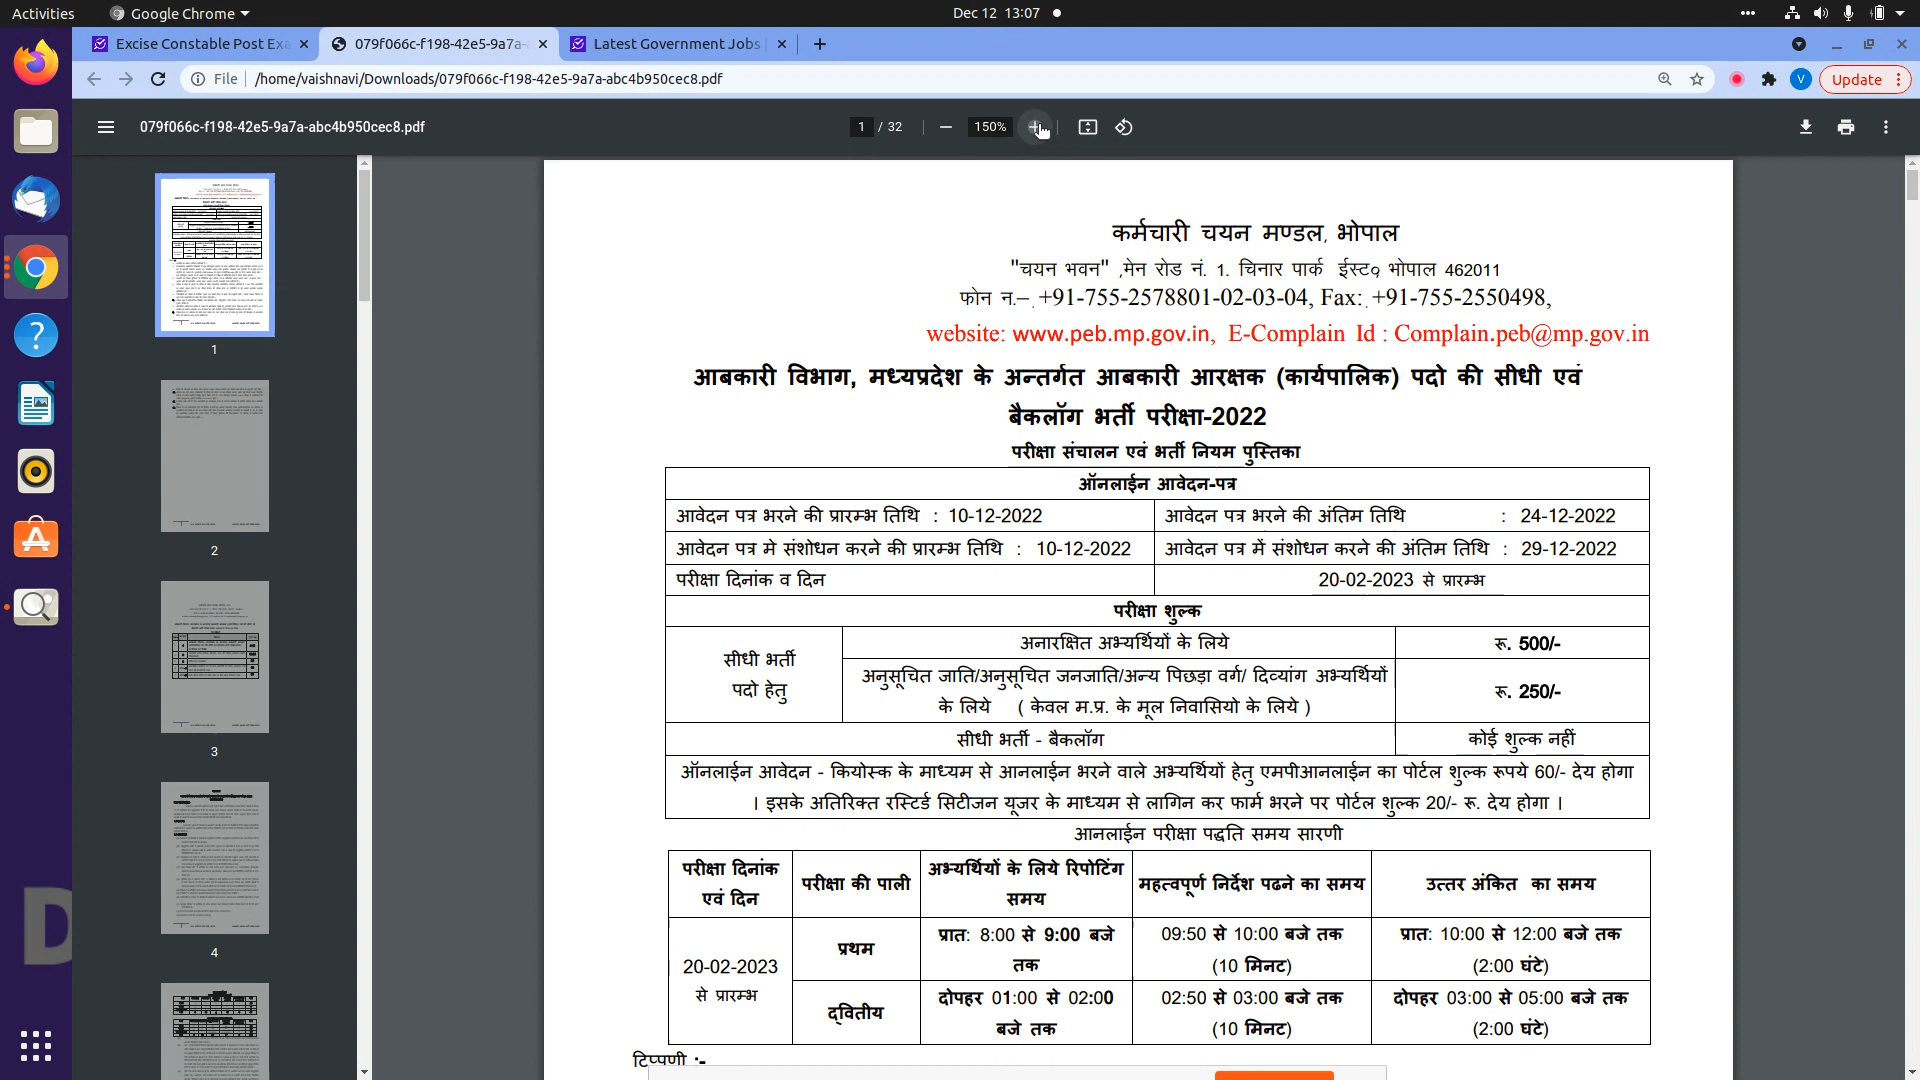 Activities Google Chrome Dec 12 13:07
Excise Constable Post Exa 079f066c-f198-42e5-9a7a- Latest Government Jobs
File /home/vaishnavi/Downloads/079f066c-f198-42e5-9a7a-abc4b950cec8.pdf V Update
079f066c-f198-42e5-9a7a-abc4b950cec8.pdf 1 / 32 150%
1
2
3
4
कर्मचारी चयन मण्डल, भोपाल
"चयन भवन" ,मेन रोड नं. 1. चिनार पार्क ईस्ट० भोपाल 462011
फोन न.–. +91-755-2578801-02-03-04, Fax: +91-755-2550498,
website: www.peb.mp.gov.in, E-Complain Id : Complain.peb@mp.gov.in
आबकारी विभाग, मध्यप्रदेश के अन्तर्गत आबकारी आरक्षक (कार्यपालिक) पदो की सीधी एवं
बैकलॉग भर्ती परीक्षा-2022
परीक्षा संचालन एवं भर्ती नियम पुस्तिका
ऑनलाईन आवेदन-पत्र
आवेदन पत्र भरने की प्रारम्भ तिथि : 10-12-2022 आवेदन पत्र भरने की अंतिम तिथि : 24-12-2022
आवेदन पत्र मे संशोधन करने की प्रारम्भ तिथि : 10-12-2022 आवेदन पत्र में संशोधन करने की अंतिम तिथि : 29-12-2022
परीक्षा दिनांक व दिन 20-02-2023 से प्रारम्भ
परीक्षा शुल्क
सीधी भर्ती
पदो हेतु
अनारक्षित अभ्यर्थियों के लिये रू. 500/-
अनुसूचित जाति/अनुसूचित जनजाति/अन्य पिछड़ा वर्ग/ दिव्यांग अभ्यर्थियों
के लिये ( केवल म.प्र. के मूल निवासियो के लिये )
रू. 250/-
सीधी भर्ती - बैकलॉग कोई शुल्क नहीं
ऑनलाईन आवेदन - कियोस्क के माध्यम से आनलाईन भरने वाले अभ्यर्थियों हेतु एमपीआनलाईन का पोर्टल शुल्क रूपये 60/- देय होगा
। इसके अतिरिक्त रस्टिर्ड सिटीजन यूजर के माध्यम से लागिन कर फार्म भरने पर पोर्टल शुल्क 20/- रू. देय होगा ।
आनलाईन परीक्षा पद्धति समय सारणी
परीक्षा दिनांक
एवं दिन
परीक्षा की पाली
अभ्यर्थियों के लिये रिपोटिंग
समय
महत्वपूर्ण निर्देश पढने का समय
उत्तर अंकित का समय
20-02-2023
से प्रारम्भ
प्रथम
प्रात: 8:00 से 9:00 बजे
तक
09:50 से 10:00 बजे तक
(10 मिनट)
प्रात: 10:00 से 12:00 बजे तक
(2:00 घंटे)
द्वितीय
दोपहर 01:00 से 02:00
बजे तक
02:50 से 03:00 बजे तक
(10 मिनट)
दोपहर 03:00 से 05:00 बजे तक
(2:00 घंटे)
टिप्पणी :-